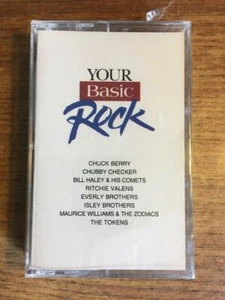 YOUR
Basic
Rock
CHUCK BERRY
CHUBBY CHECKER
BILL HALEY & HIS COMETS
RITCHIE VALENS
EVERLY BROTHERS
ISLEY BROTHERS
MAURICE WILLIAMS & THE ZODIACS
THE TOKENS